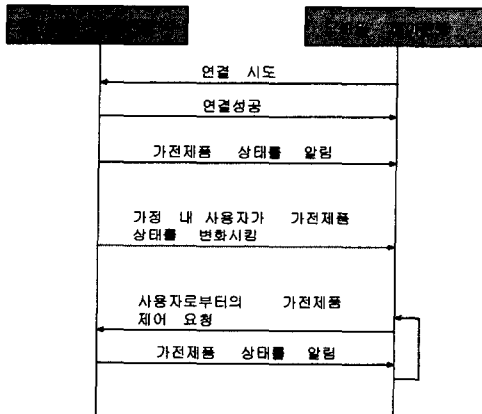 연결 시도
연결성공
가전제품 상태를 알림
가정 내 사용자가 가전제품
상태를 변화시킴
사용자로부터의 가전제품
제어 요청
가전제품 상태를 알림